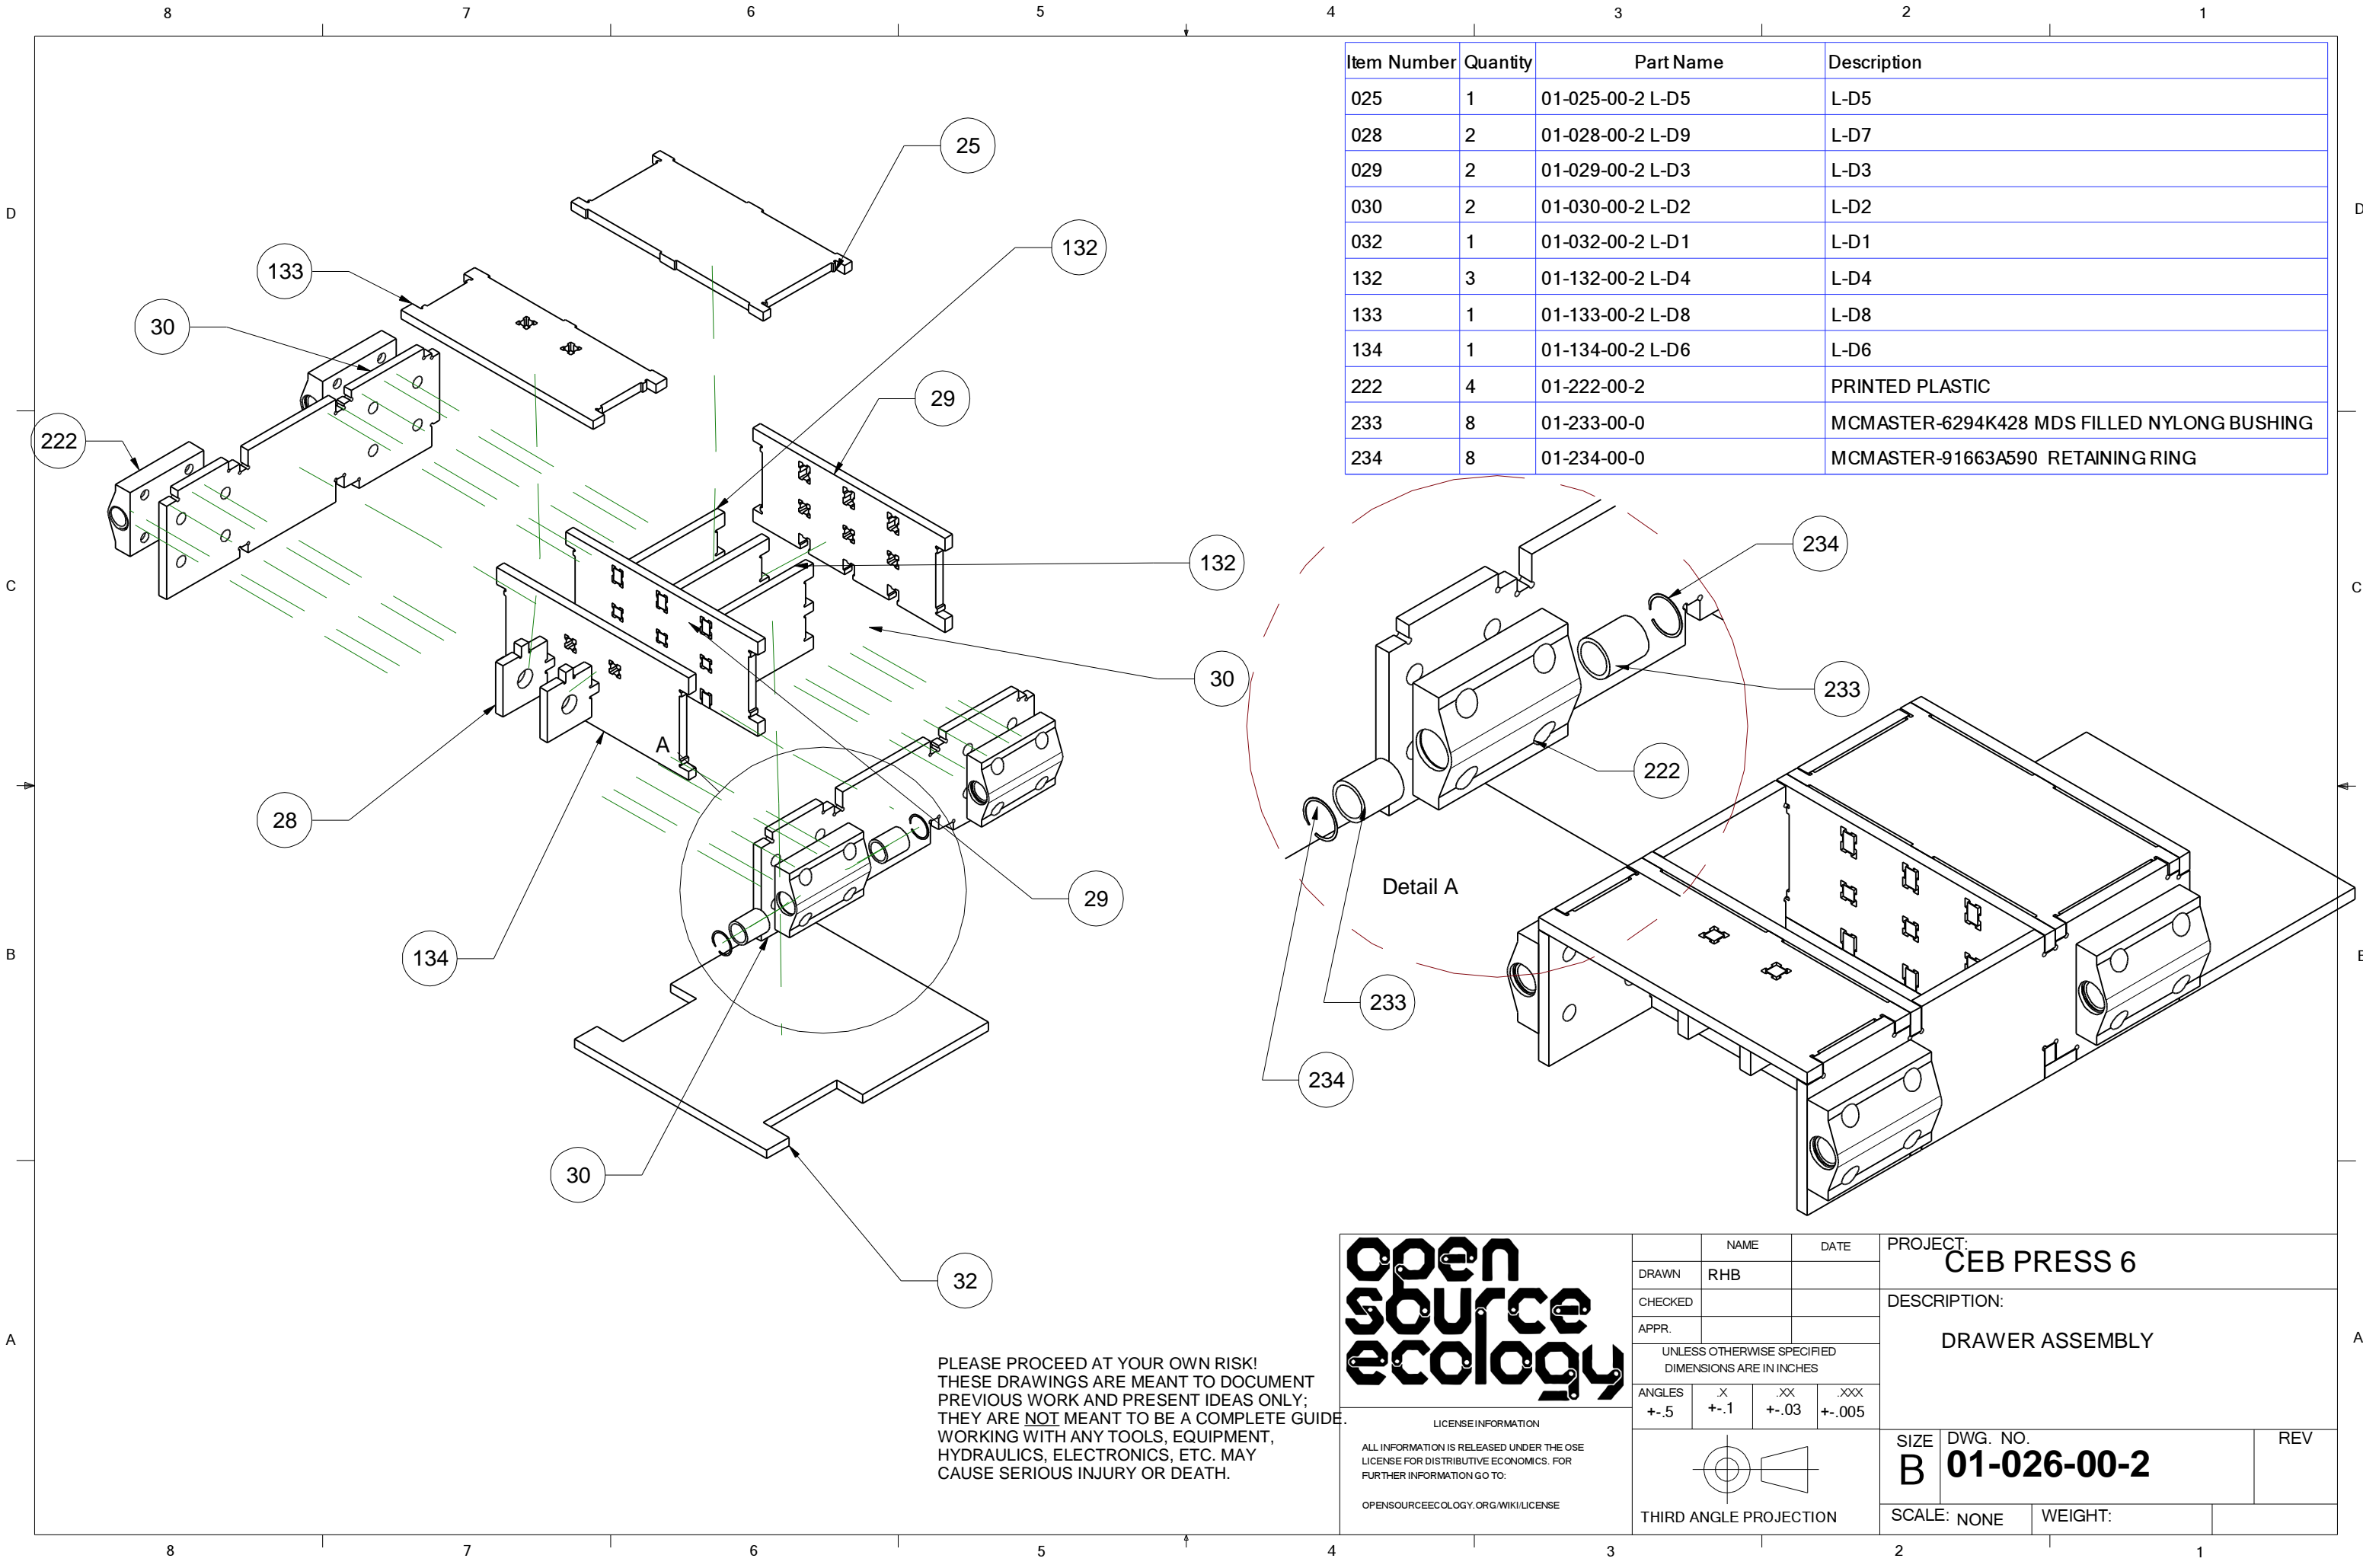 8 7 6 5 4 3 2 1
Item Number Quantity Part Name Description
025 1 01-025-00-2 L-D5 L-D5
028 2 01-028-00-2 L-D9 L-D7
029 2 01-029-00-2 L-D3 L-D3
030 2 01-030-00-2 L-D2 L-D2
032 1 01-032-00-2 L-D1 L-D1
132 3 01-132-00-2 L-D4 L-D4
133 1 01-133-00-2 L-D8 L-D8
134 1 01-134-00-2 L-D6 L-D6
222 4 01-222-00-2 PRINTED PLASTIC
233 8 01-233-00-0 MCMASTER-6294K428 MDS FILLED NYLONG BUSHING
234 8 01-234-00-0 MCMASTER-91663A590 RETAINING RING
D
D
C
C
B
B
A
A
25
132
133
30
29
222
132
30
A
28
29
134
30
32
234
233
222
Detail A
233
234
PLEASE PROCEED AT YOUR OWN RISK!
THESE DRAWINGS ARE MEANT TO DOCUMENT
PREVIOUS WORK AND PRESENT IDEAS ONLY;
THEY ARE NOT MEANT TO BE A COMPLETE GUIDE.
WORKING WITH ANY TOOLS, EQUIPMENT,
HYDRAULICS, ELECTRONICS, ETC. MAY
CAUSE SERIOUS INJURY OR DEATH.
open
source
ecology
LICENSE INFORMATION
ALL INFORMATION IS RELEASED UNDER THE OSE
LICENSE FOR DISTRIBUTIVE ECONOMICS. FOR
FURTHER INFORMATION GO TO:
OPENSOURCEECOLOGY.ORG/WIKI/LICENSE
NAME DATE
DRAWN RHB
CHECKED
APPR.
UNLESS OTHERWISE SPECIFIED
DIMENSIONS ARE IN INCHES
ANGLES .X .XX .XXX
+-.5 +-.1 +-.03 +-.005
THIRD ANGLE PROJECTION
PROJECT:
CEB PRESS 6
DESCRIPTION:
DRAWER ASSEMBLY
SIZE DWG. NO. REV
B 01-026-00-2
SCALE: NONE WEIGHT:
8 7 6 5 4 3 2 1